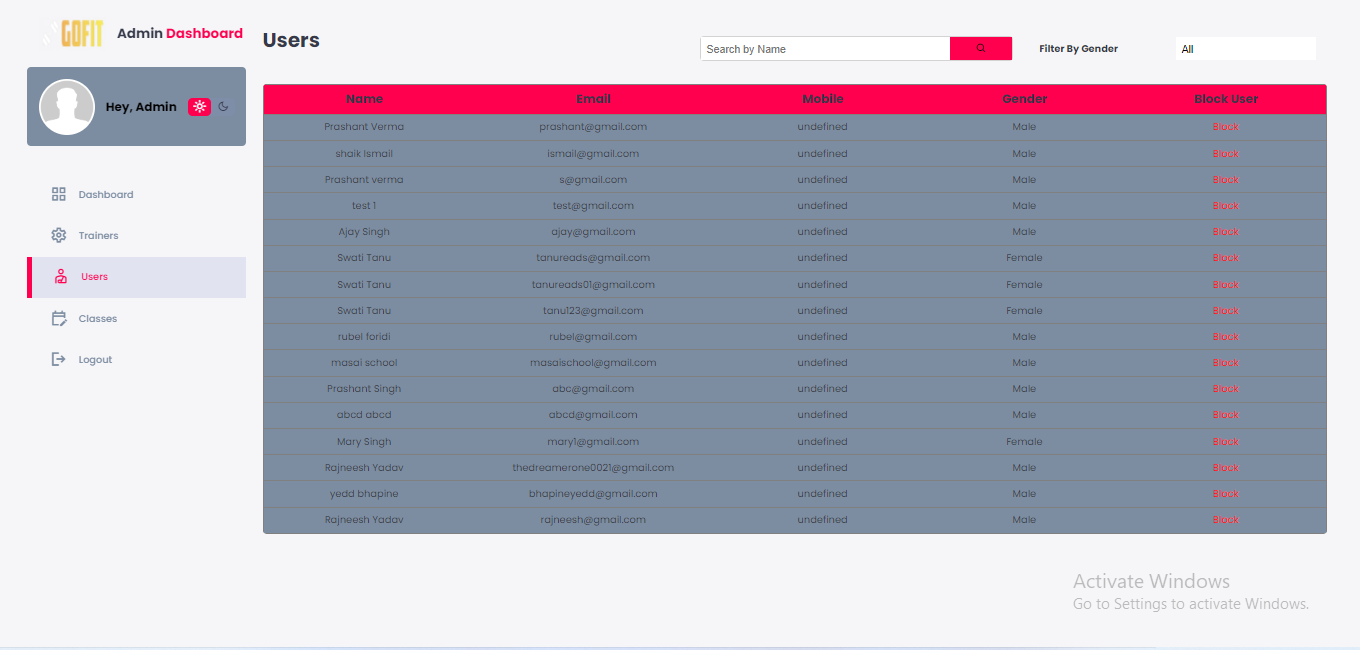 GOFIT Admin Dashboard
Users
Search by Name
Filter By Gender
All
Hey, Admin
Dashboard
Trainers
Users
Classes
Logout
Name Email Mobile Gender Block User
Prashant Verma prashant@gmail.com undefined Male Block
shaik Ismail ismail@gmail.com undefined Male Block
Prashant verma s@gmail.com undefined Male Block
test 1 test@gmail.com undefined Male Block
Ajay Singh ajay@gmail.com undefined Male Block
Swati Tanu tanureads@gmail.com undefined Female Block
Swati Tanu tanureads01@gmail.com undefined Female Block
Swati Tanu tanu123@gmail.com undefined Female Block
rubel foridi rubel@gmail.com undefined Male Block
masai school masaischool@gmail.com undefined Male Block
Prashant Singh abc@gmail.com undefined Male Block
abcd abcd abcd@gmail.com undefined Male Block
Mary Singh mary1@gmail.com undefined Female Block
Rajneesh Yadav thedreamerone0021@gmail.com undefined Male Block
yedd bhapine bhapineyedd@gmail.com undefined Male Block
Rajneesh Yadav rajneesh@gmail.com undefined Male Block
Activate Windows
Go to Settings to activate Windows.